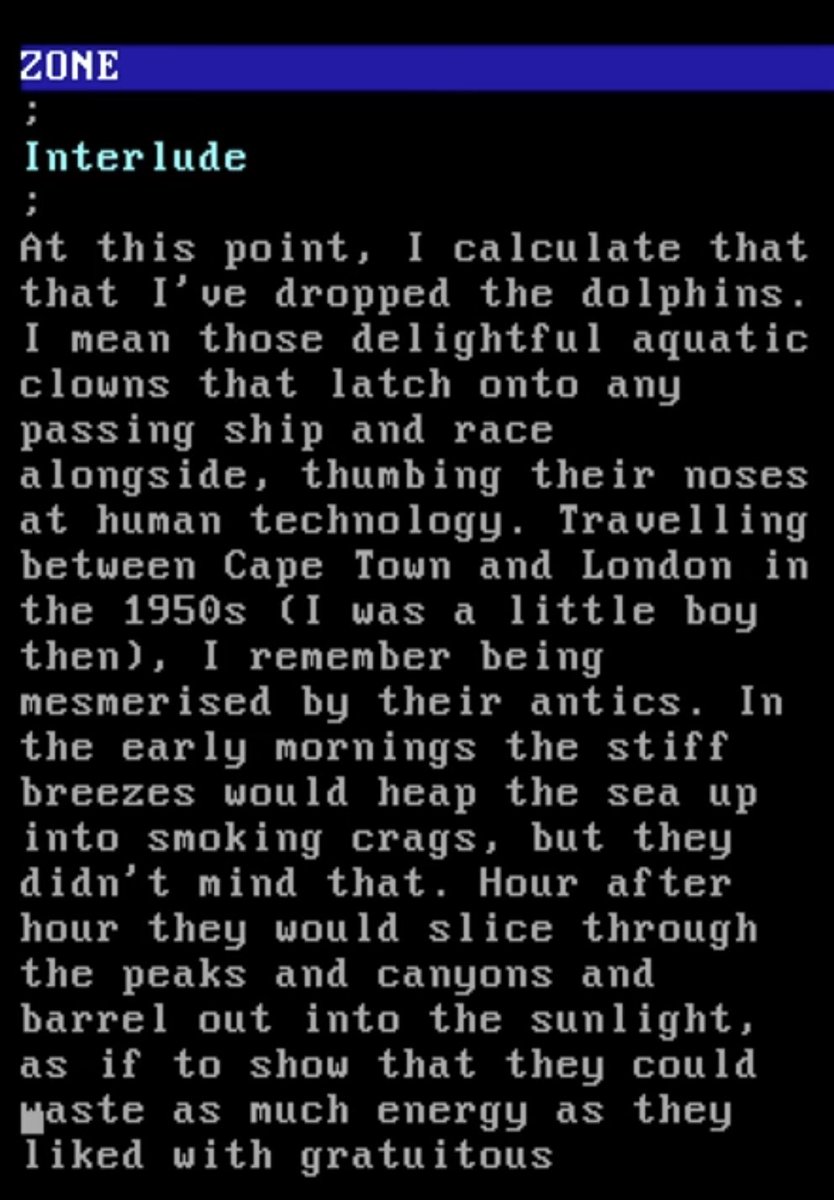 ZONE
;
Interlude
;
At this point, I calculate that
that I've dropped the dolphins.
I mean those delightful aquatic
clowns that latch onto any
passing ship and race
alongside, thumbing their noses
at human technology. Travelling
between Cape Town and London in
the 1950s (I was a little boy
then), I remember being
mesmerised by their antics. In
the early mornings the stiff
breezes would heap the sea up
into smoking crags, but they
didn't mind that. Hour after
hour they would slice through
the peaks and canyons and
barrel out into the sunlight,
as if to show that they could
waste as much energy as they
liked with gratuitous